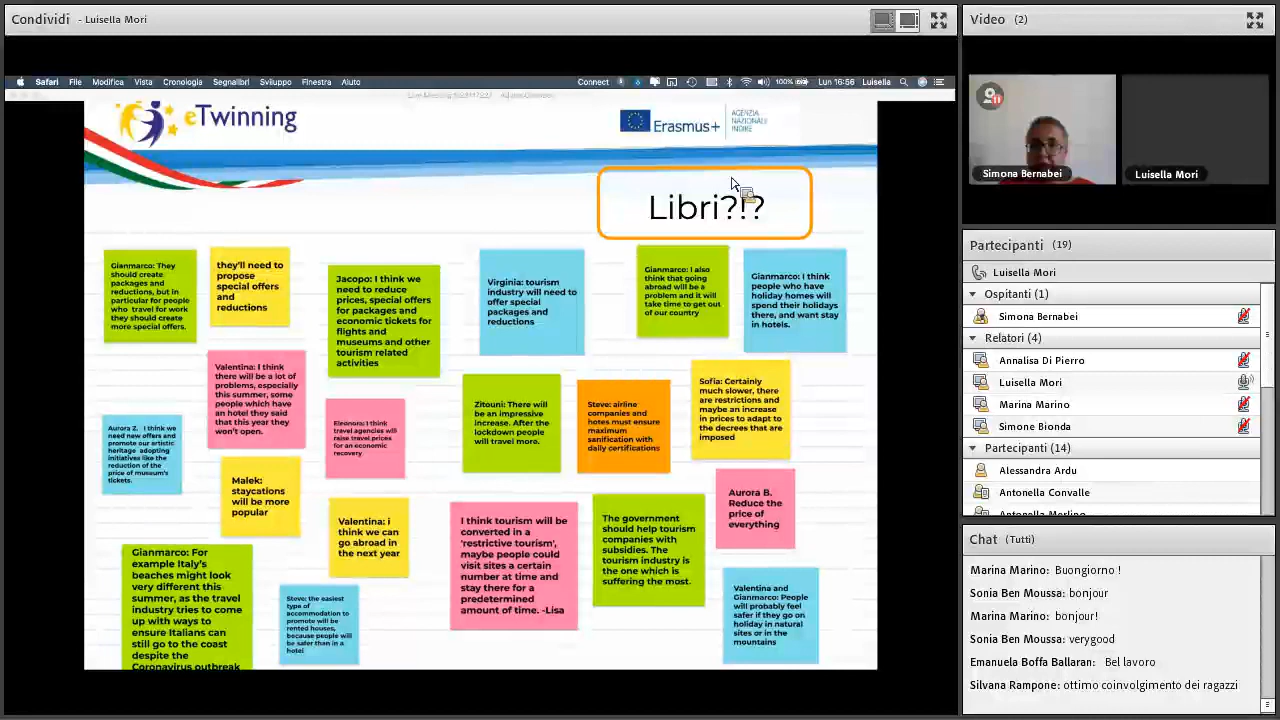 Condividi - Luisella Mori
Safari File Modifica Vista Cronologia Segnalibri Sviluppo Finestra Aiuto Connect 100% Lun 16:56 Luisella
eTwinning
Erasmus+
AGENZIA
NAZIONALE
INDIRE
Libri?!?
Gianmarco: They
should create
packages and
reductions, but in
particular for people
who travel for work
they should create
more special offers.
they'll need to
propose
special offers
and
reductions
Jacopo: I think we
need to reduce
prices, special offers
for packages and
economic tickets for
flights and
museums and other
tourism related
activities
Virginia: tourism
industry will need to
offer special
packages and
reductions
Gianmarco: I also
think that going
abroad will be a
problem and it will
take time to get out
of our country
Gianmarco: I think
people who have
holiday homes will
spend their holidays
there, and want stay
in hotels.
Valentina: I think
there will be a lot of
problems, especially
this summer, some
people which have
an hotel they said
that this year they
won't open.
Eleonora: I think
travel agencies will
raise travel prices
for an economic
recovery
Zitouni: There will
be an impressive
increase. After the
lockdown people
will travel more.
Steve: airline
companies and
hotes must ensure
maximum
sanification with
daily certifications
Sofia: Certainly
much slower, there
are restrictions and
maybe an increase
in prices to adapt to
the decrees that are
imposed
Aurora Z. I think we
need new offers and
promote our artistic
heritage adopting
initiatives like the
reduction of the
price of museum's
tickets.
Malek:
staycations
will be more
popular
Valentina: i
think we can
go abroad in
the next year
I think tourism will be
converted in a
'restrictive tourism',
maybe people could
visit sites a certain
number at time and
stay there for a
predetermined
amount of time. -Lisa
The government
should help tourism
companies with
subsidies. The
tourism industry is
the one which is
suffering the most.
Aurora B.
Reduce the
price of
everything
Gianmarco: For
example Italy's
beaches might look
very different this
summer, as the travel
industry tries to come
up with ways to
ensure Italians can
still go to the coast
despite the
Coronavirus outbreak
Steve: the easiest
type of
accommodation to
promote will be
rented houses,
because people will
be safer than in a
hotel
Valentina and
Gianmarco: People
will probably feel
safer if they go on
holiday in natural
sites or in the
mountains
Video (2)
Simona Bernabei
Luisella Mori
Partecipanti (19)
Luisella Mori
Ospitanti (1)
Simona Bernabei
Relatori (4)
Annalisa Di Pierro
Luisella Mori
Marina Marino
Simone Bionda
Partecipanti (14)
Alessandra Ardu
Antonella Convalle
Chat (Tutti)
Marina Marino: Buongiorno !
Sonia Ben Moussa: bonjour
Marina Marino: bonjour!
Sonia Ben Moussa: verygood
Emanuela Boffa Ballaran: Bel lavoro
Silvana Rampone: ottimo coinvolgimento dei ragazzi